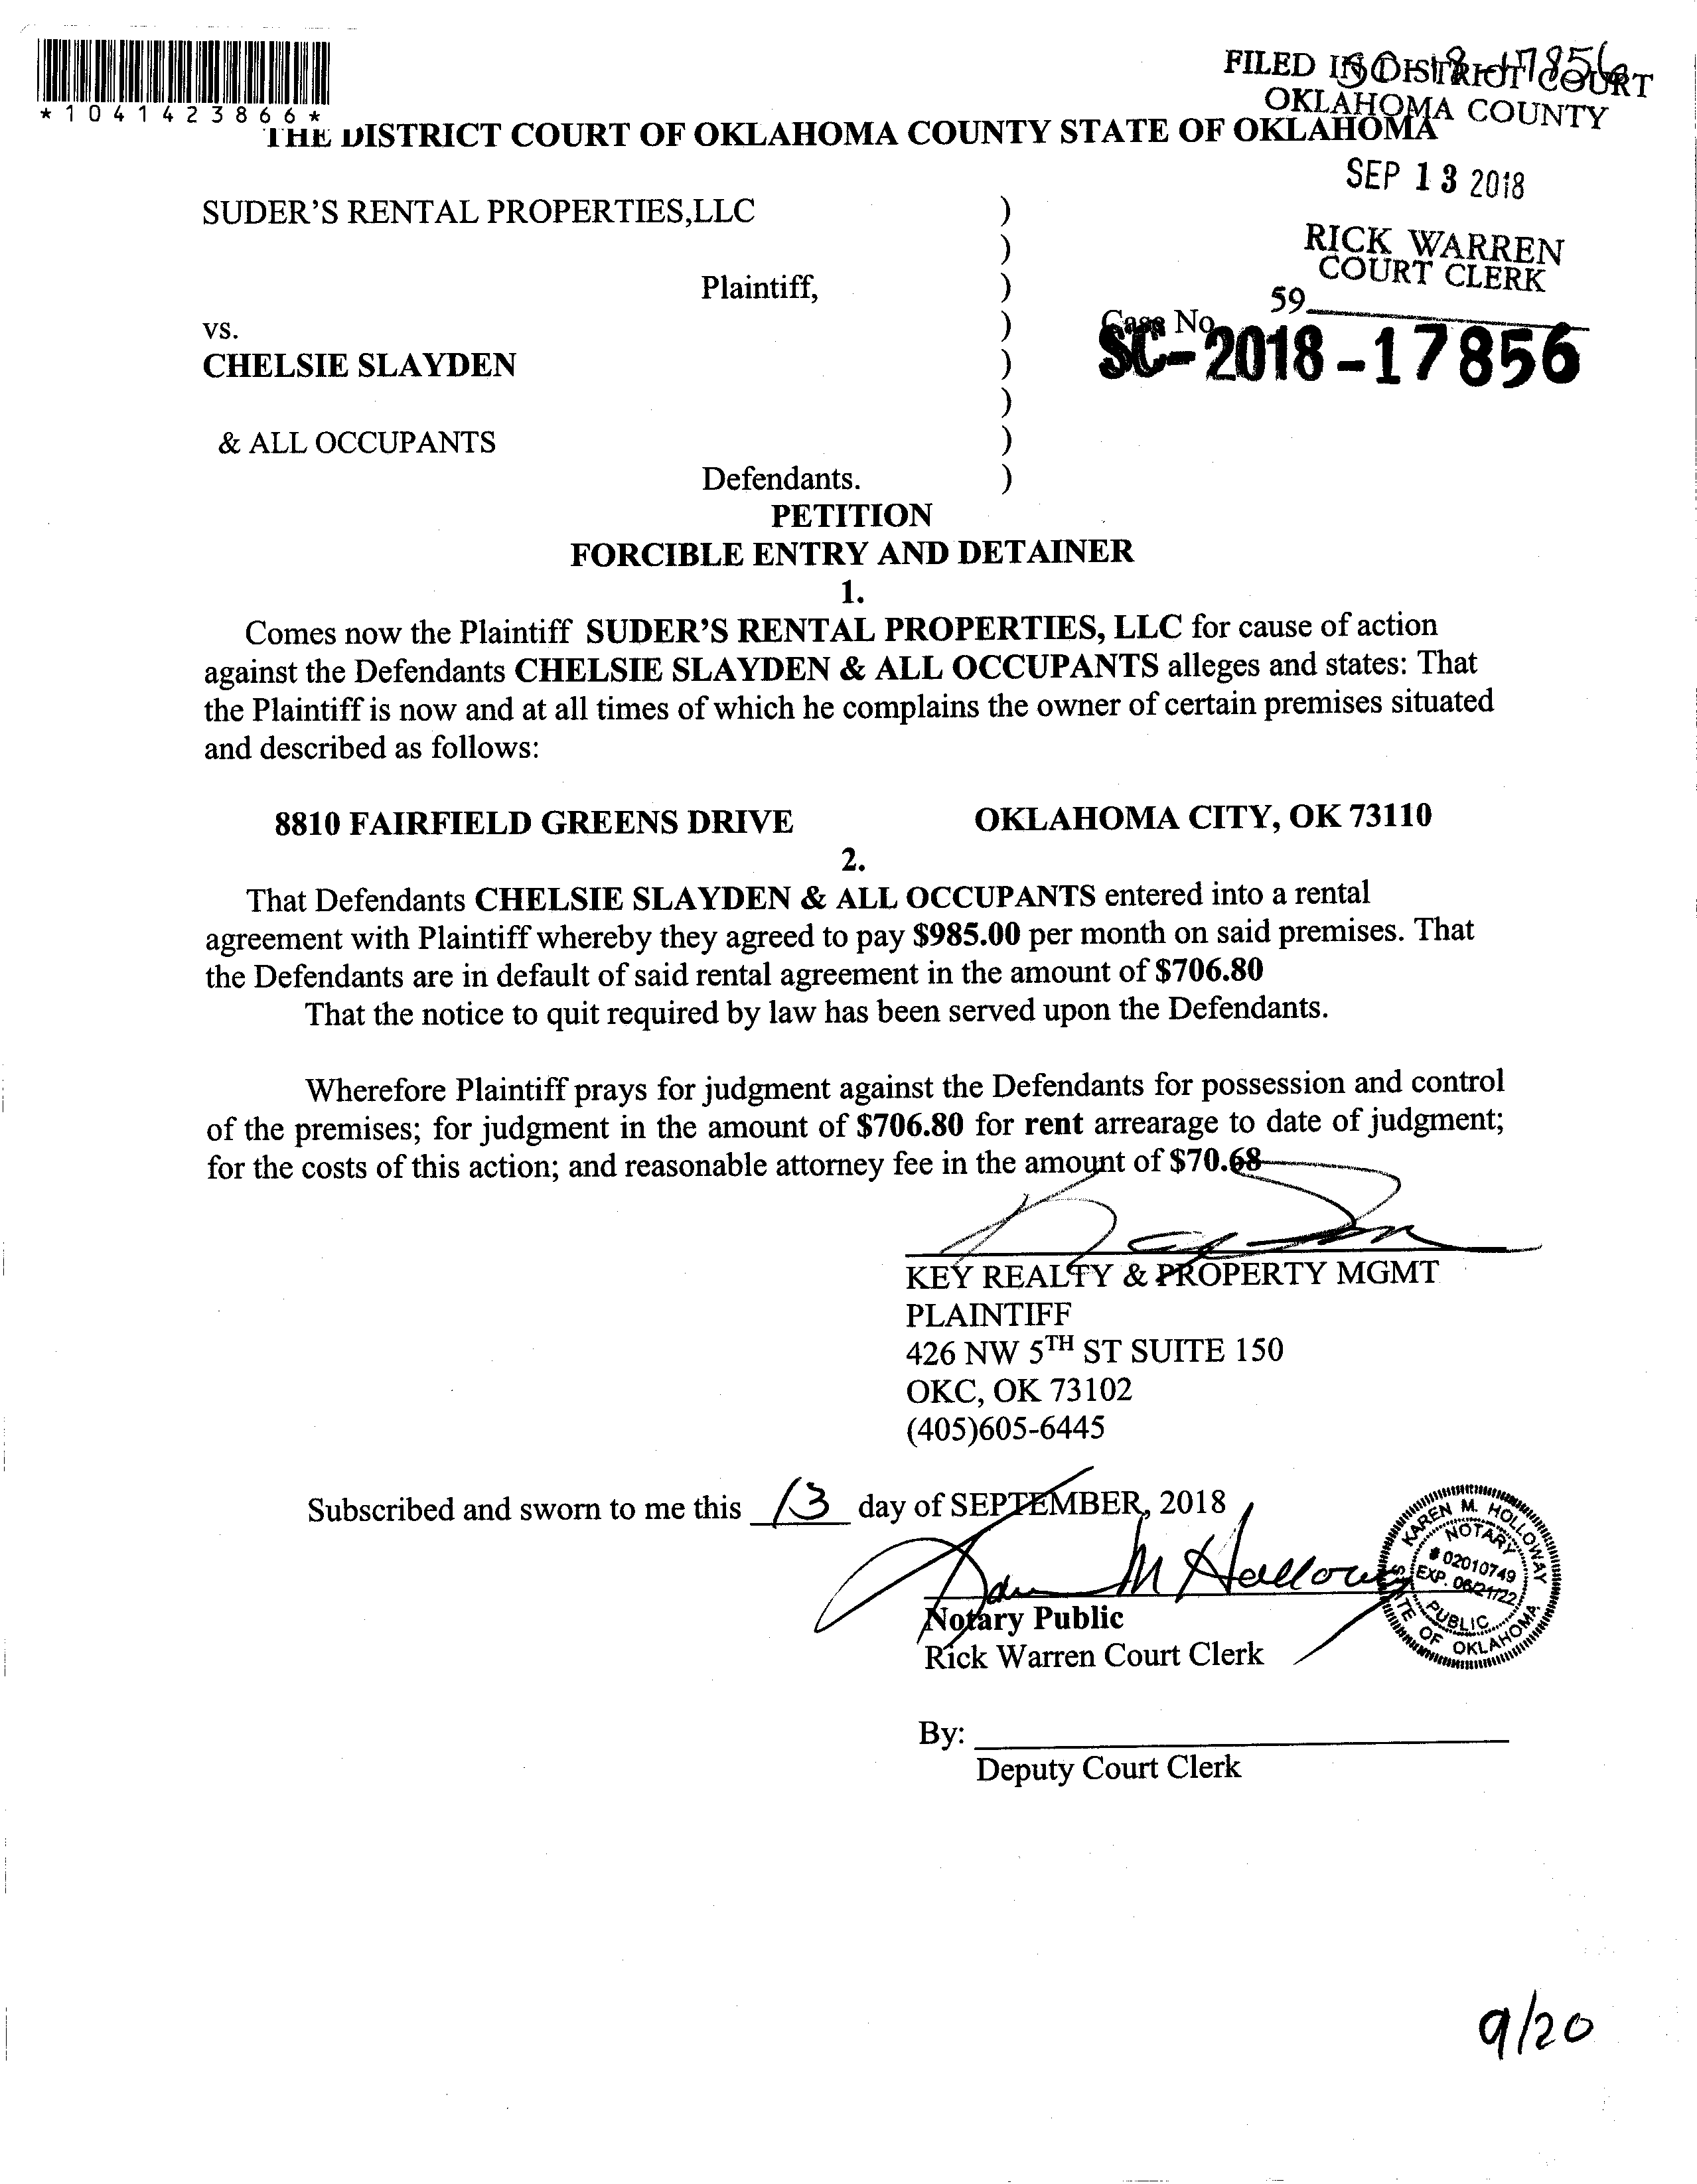 *10414238 66*
FILED IN DISTRICT COURT
OKLAHOMA COUNTY
THE DISTRICT COURT OF OKLAHOMA COUNTY STATE OF OKLAHOMA
SEP 13 2018
SUDER'S RENTAL PROPERTIES,LLC )
)
RICK WARREN
COURT CLERK
Plaintiff, )
59
vs. )
Case No
SC-2018-17856
CHELSIE SLAYDEN )
)
& ALL OCCUPANTS )
Defendants. )
PETITION
FORCIBLE ENTRY AND DETAINER
1.
Comes now the Plaintiff SUDER'S RENTAL PROPERTIES, LLC for cause of action
against the Defendants CHELSIE SLAYDEN & ALL OCCUPANTS alleges and states: That
the Plaintiff is now and at all times of which he complains the owner of certain premises situated
and described as follows:
8810 FAIRFIELD GREENS DRIVE OKLAHOMA CITY, OK 73110
2.
That Defendants CHELSIE SLAYDEN & ALL OCCUPANTS entered into a rental
agreement with Plaintiff whereby they agreed to pay $985.00 per month on said premises. That
the Defendants are in default of said rental agreement in the amount of $706.80
That the notice to quit required by law has been served upon the Defendants.
Wherefore Plaintiff prays for judgment against the Defendants for possession and control
of the premises; for judgment in the amount of $706.80 for rent arrearage to date of judgment;
for the costs of this action; and reasonable attorney fee in the amount of $70.68
KEY REALTY & PROPERTY MGMT
PLAINTIFF
426 NW 5TH ST SUITE 150
OKC, OK 73102
(405)605-6445
Subscribed and sworn to me this 13 day of SEPTEMBER, 2018
M Holloway
KAREN M. HOLLOWAY
NOTARY
# 02010749
EXP. 06/21/22
PUBLIC
STATE OF OKLAHOMA
Notary Public
Rick Warren Court Clerk
By:
Deputy Court Clerk
9/20